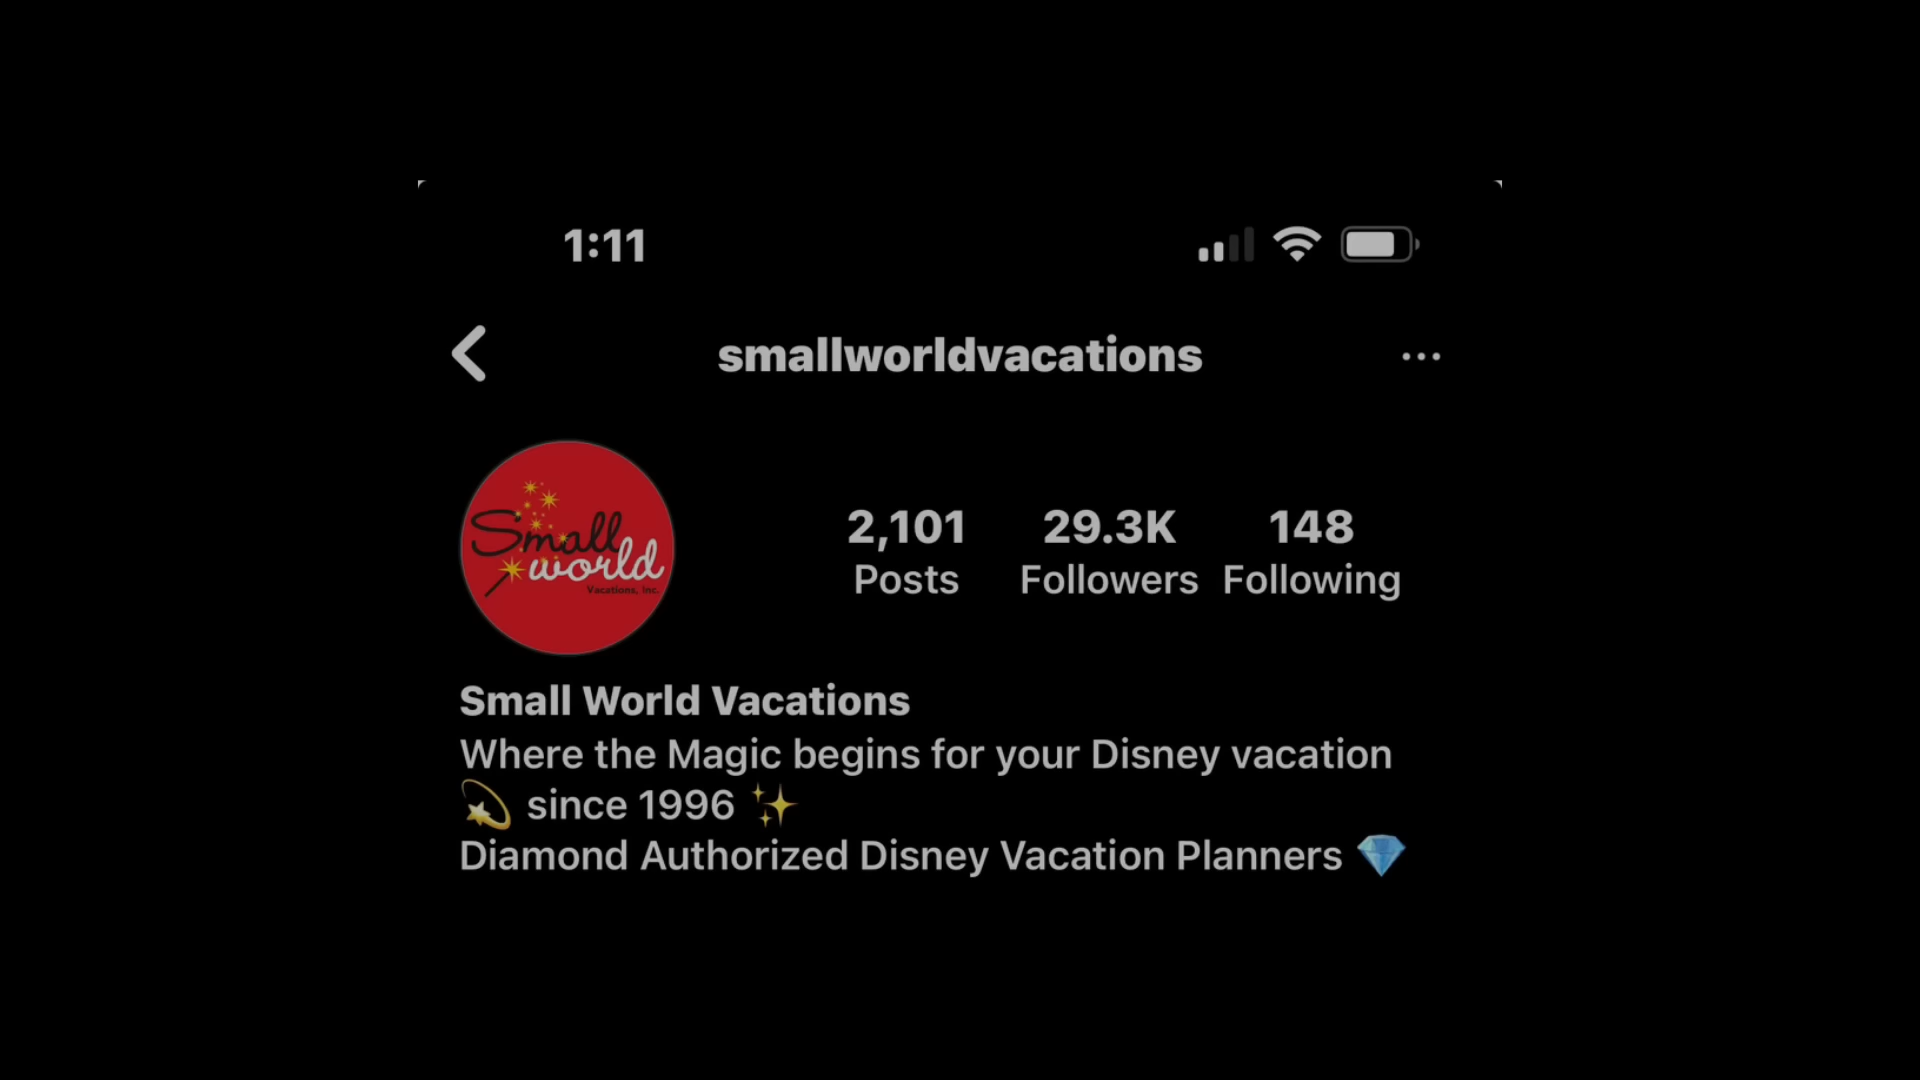 1:11
smallworldvacations
Small
world
Vacations, Inc.
2,101 29.3K 148
Posts Followers Following
Small World Vacations
Where the Magic begins for your Disney vacation
💫 since 1996 ✨
Diamond Authorized Disney Vacation Planners 💎